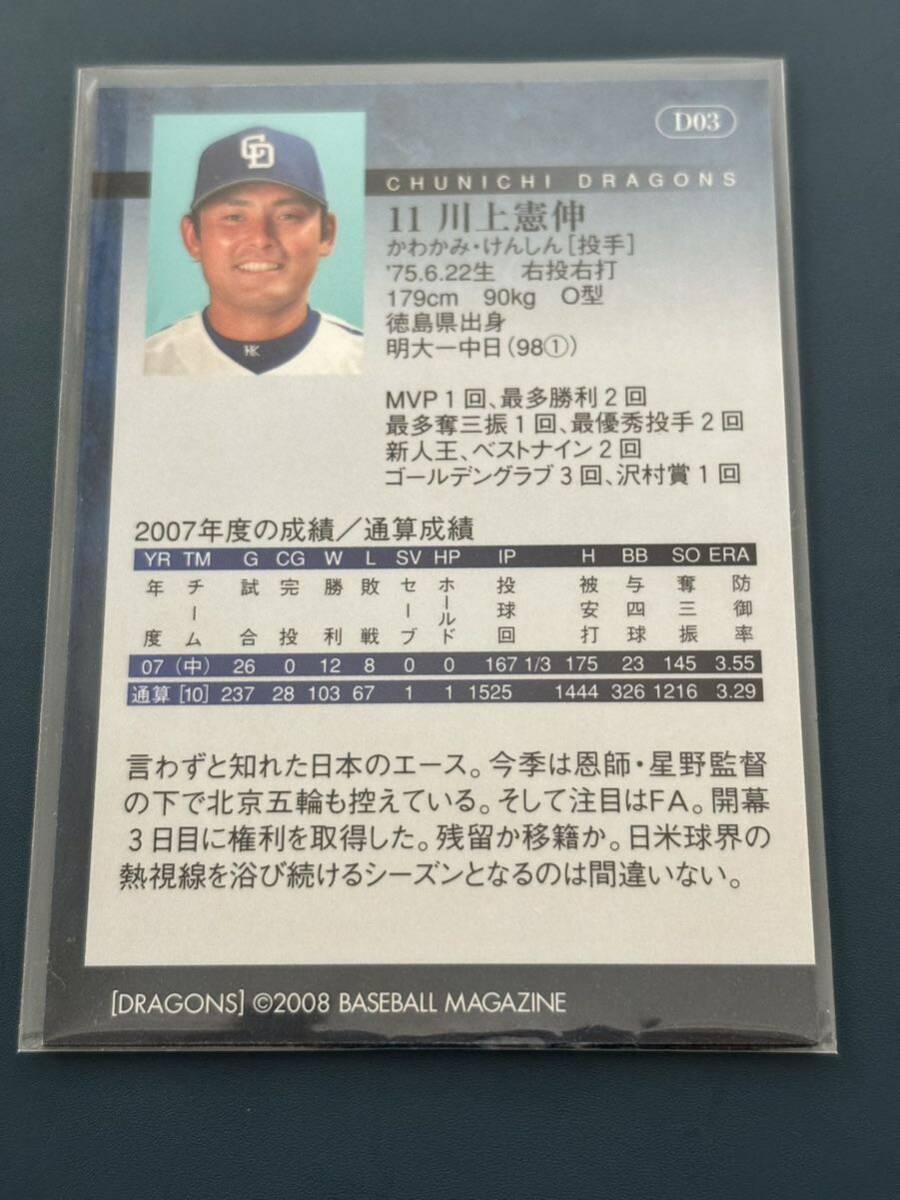 D03
CHUNICHI DRAGONS
11 川上憲伸
かわかみ・けんしん[投手]
'75.6.22生 右投右打
179cm 90kg O型
徳島県出身
明大―中日(98①)
MVP1回、最多勝利2回
最多奪三振1回、最優秀投手2回
新人王、ベストナイン2回
ゴールデングラブ3回、沢村賞1回
2007年度の成績/通算成績
YR TM G CG W L SV HP IP H BB SO ERA
年度 チーム 試合 完投 勝利 敗戦 セーブ ホールド 投球回 被安打 与四球 奪三振 防御率
07 (中) 26 0 12 8 0 0 167 1/3 175 23 145 3.55
通算 [10] 237 28 103 67 1 1 1525 1444 326 1216 3.29
言わずと知れた日本のエース。今季は恩師・星野監督
の下で北京五輪も控えている。そして注目はFA。開幕
3日目に権利を取得した。残留か移籍か。日米球界の
熱視線を浴び続けるシーズンとなるのは間違いない。
[DRAGONS] ©2008 BASEBALL MAGAZINE